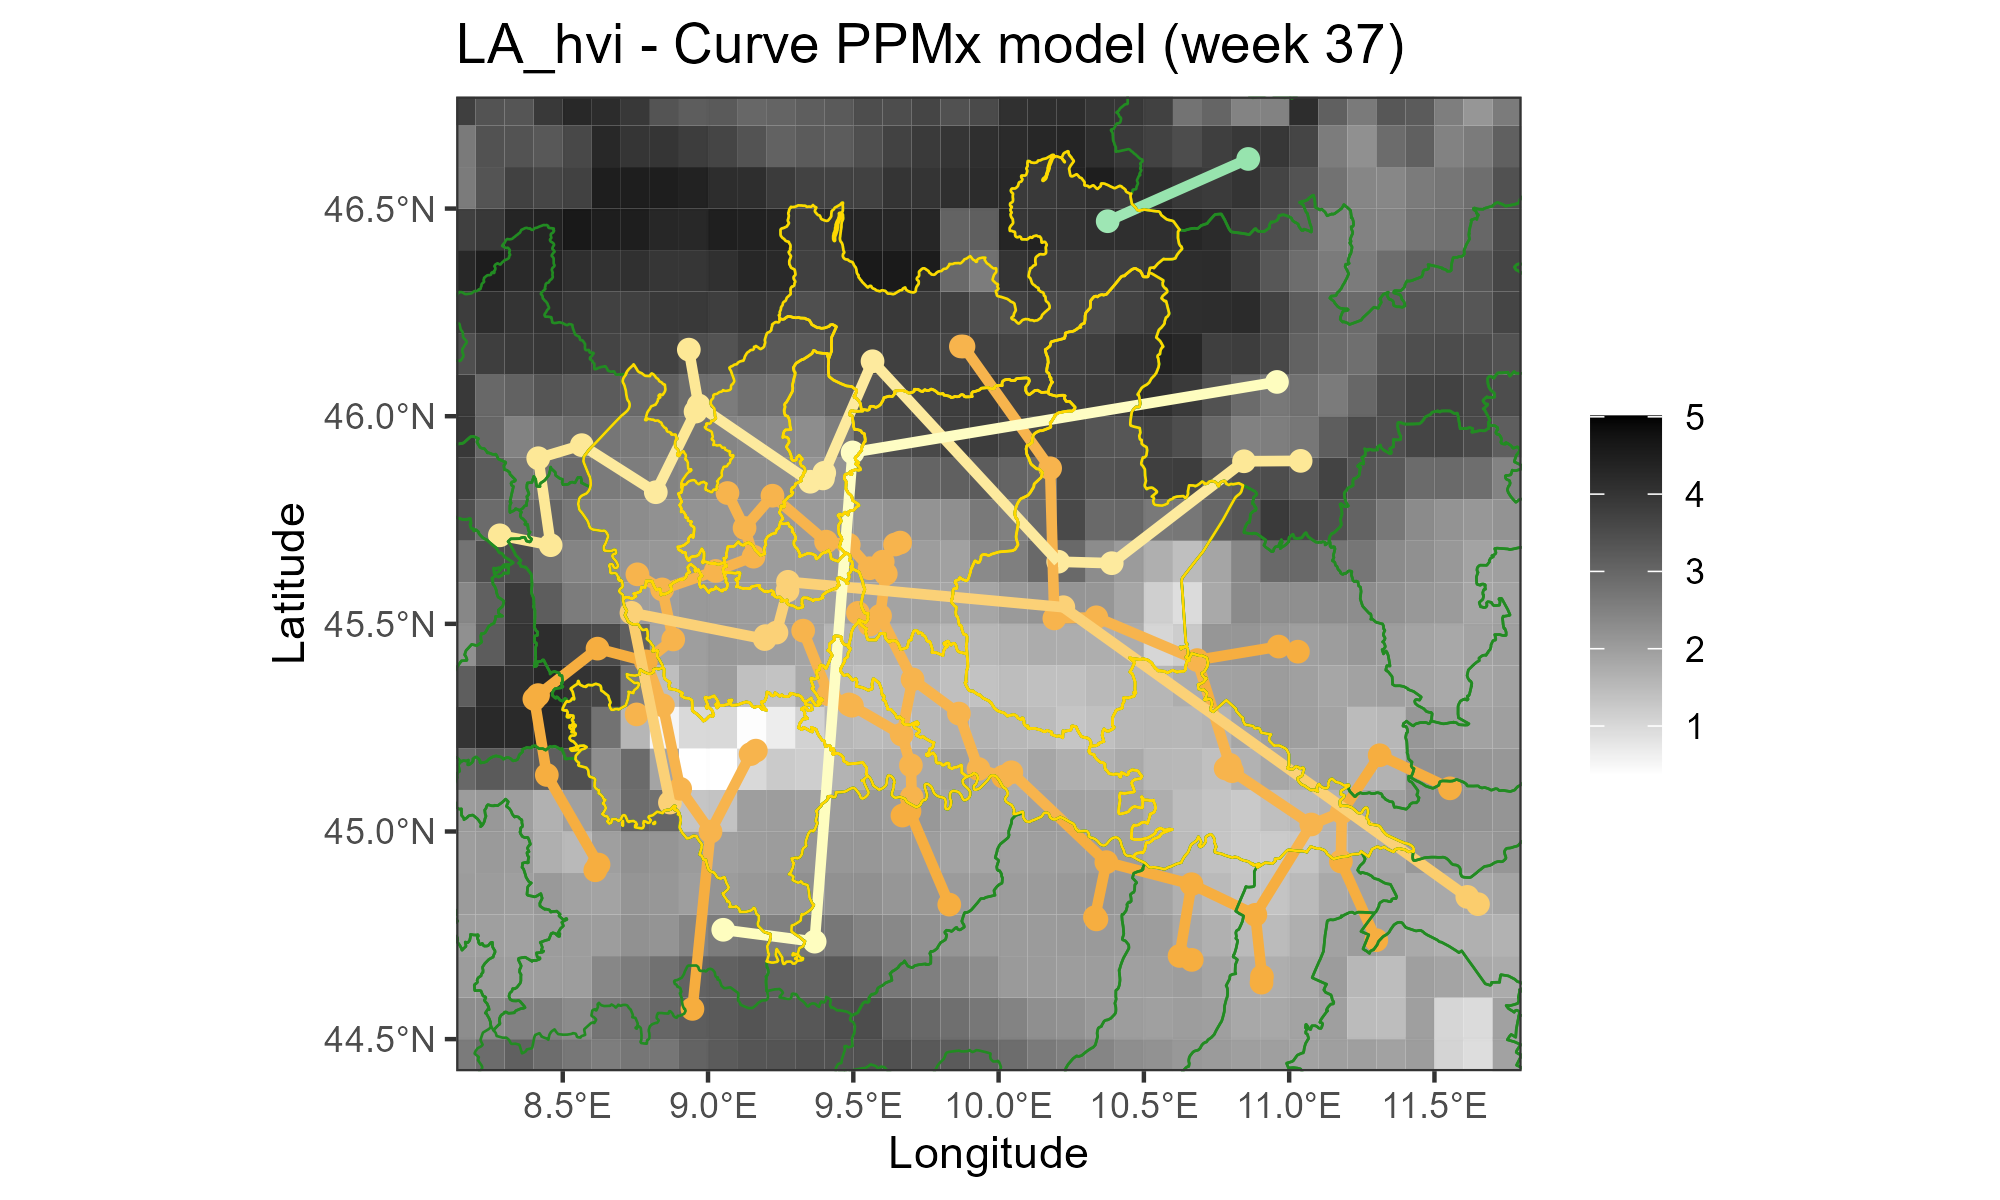 LA_hvi - Curve PPMx model (week 37)
46.5°N
46.0°N
45.5°N
45.0°N
44.5°N
Latitude
8.5°E
9.0°E
9.5°E
10.0°E
10.5°E
11.0°E
11.5°E
Longitude
5
4
3
2
1